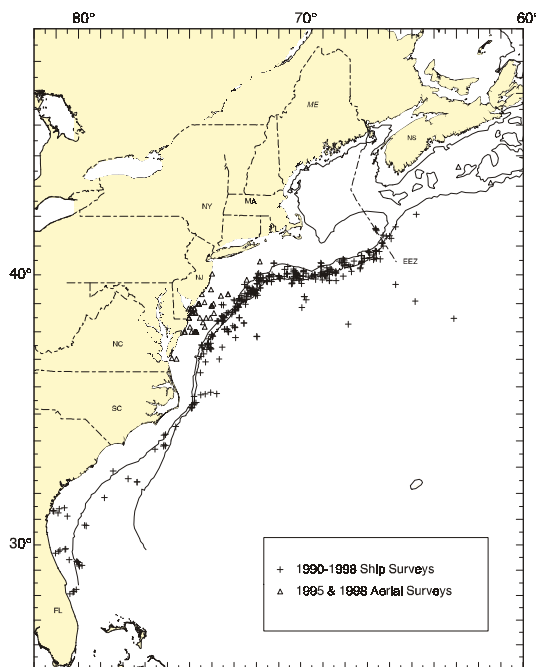 80° 70° 60°
ME
NS
NY MA
EEZ
40° NJ
NC
SC
30°
+ 1990-1998 Ship Surveys
△ 1995 & 1998 Aerial Surveys
FL